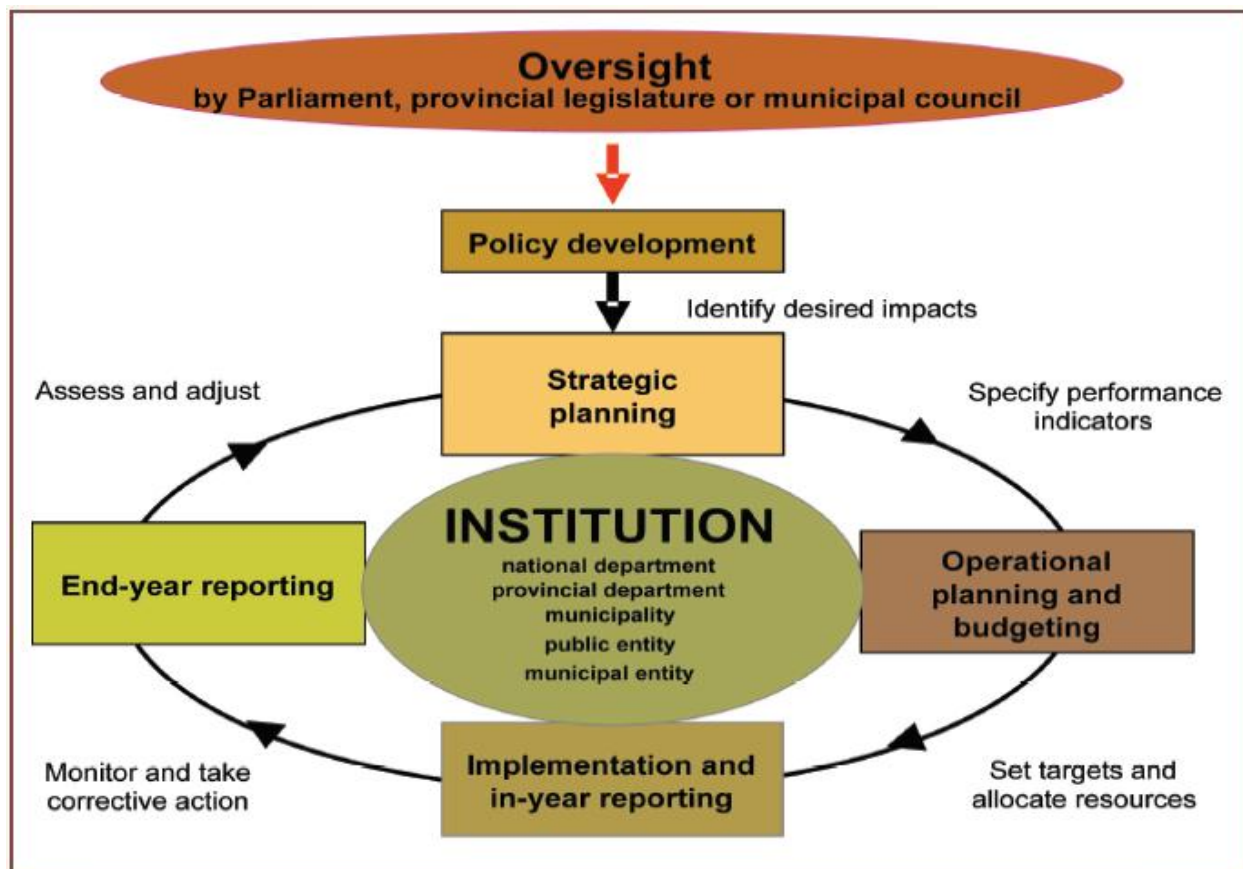 Oversight
by Parliament, provincial legislature or municipal council
Policy development
Identify desired impacts
Strategic
planning
Assess and adjust
Specify performance
indicators
INSTITUTION
national department
provincial department
municipality
public entity
municipal entity
End-year reporting
Operational
planning and
budgeting
Implementation and
in-year reporting
Monitor and take
corrective action
Set targets and
allocate resources